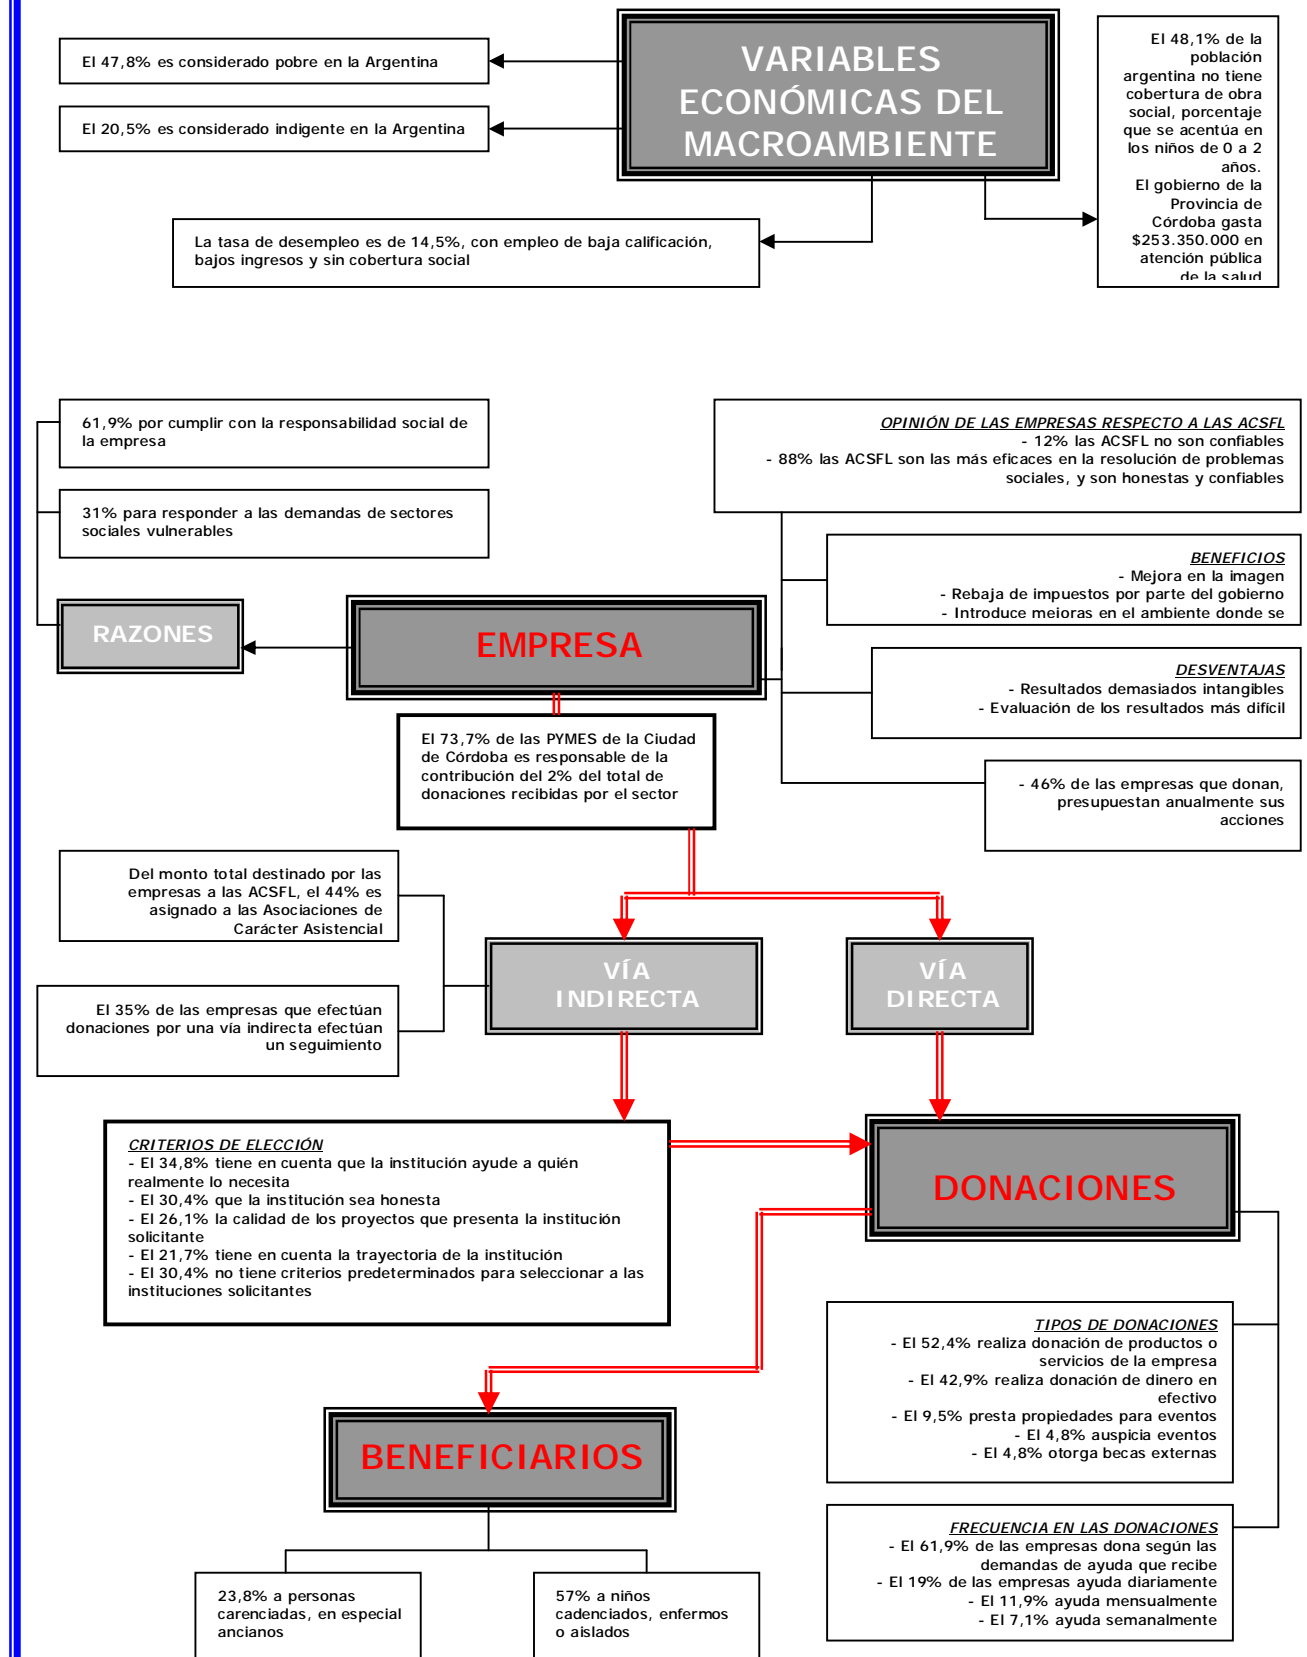 El 47,8% es considerado pobre en la Argentina
El 20,5% es considerado indigente en la Argentina
VARIABLES
ECONÓMICAS DEL
MACROAMBIENTE
El 48,1% de la
población
argentina no tiene
cobertura de obra
social, porcentaje
que se acentúa en
los niños de 0 a 2
años.
El gobierno de la
Provincia de
Córdoba gasta
$253.350.000 en
atención pública
de la salud
La tasa de desempleo es de 14,5%, con empleo de baja calificación,
bajos ingresos y sin cobertura social
61,9% por cumplir con la responsabilidad social de
la empresa
31% para responder a las demandas de sectores
sociales vulnerables
RAZONES
EMPRESA
OPINIÓN DE LAS EMPRESAS RESPECTO A LAS ACSFL
- 12% las ACSFL no son confiables
- 88% las ACSFL son las más eficaces en la resolución de problemas
sociales, y son honestas y confiables
BENEFICIOS
- Mejora en la imagen
- Rebaja de impuestos por parte del gobierno
- Introduce mejoras en el ambiente donde se
DESVENTAJAS
- Resultados demasiados intangibles
- Evaluación de los resultados más difícil
- 46% de las empresas que donan,
presupuestan anualmente sus
acciones
El 73,7% de las PYMES de la Ciudad
de Córdoba es responsable de la
contribución del 2% del total de
donaciones recibidas por el sector
Del monto total destinado por las
empresas a las ACSFL, el 44% es
asignado a las Asociaciones de
Carácter Asistencial
El 35% de las empresas que efectúan
donaciones por una vía indirecta efectúan
un seguimiento
VÍA
INDIRECTA
VÍA
DIRECTA
CRITERIOS DE ELECCIÓN
- El 34,8% tiene en cuenta que la institución ayude a quién
realmente lo necesita
- El 30,4% que la institución sea honesta
- El 26,1% la calidad de los proyectos que presenta la institución
solicitante
- El 21,7% tiene en cuenta la trayectoria de la institución
- El 30,4% no tiene criterios predeterminados para seleccionar a las
instituciones solicitantes
DONACIONES
TIPOS DE DONACIONES
- El 52,4% realiza donación de productos o
servicios de la empresa
- El 42,9% realiza donación de dinero en
efectivo
- El 9,5% presta propiedades para eventos
- El 4,8% auspicia eventos
- El 4,8% otorga becas externas
FRECUENCIA EN LAS DONACIONES
- El 61,9% de las empresas dona según las
demandas de ayuda que recibe
- El 19% de las empresas ayuda diariamente
- El 11,9% ayuda mensualmente
- El 7,1% ayuda semanalmente
BENEFICIARIOS
23,8% a personas
carenciadas, en especial
ancianos
57% a niños
cadenciados, enfermos
o aislados